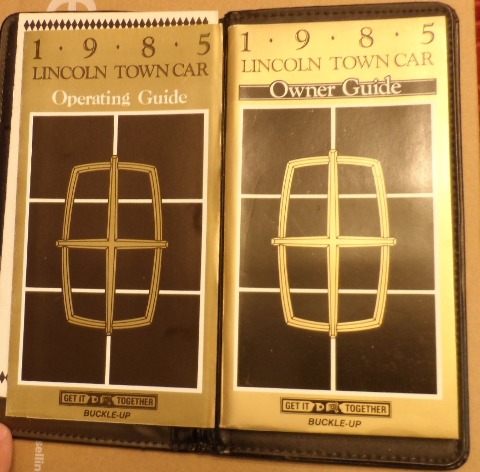 1 · 9 · 8 · 5
LINCOLN TOWN CAR
Operating Guide
GET IT TOGETHER
BUCKLE-UP
1 · 9 · 8 · 5
LINCOLN TOWN CAR
Owner Guide
GET IT TOGETHER
BUCKLE-UP
sellin